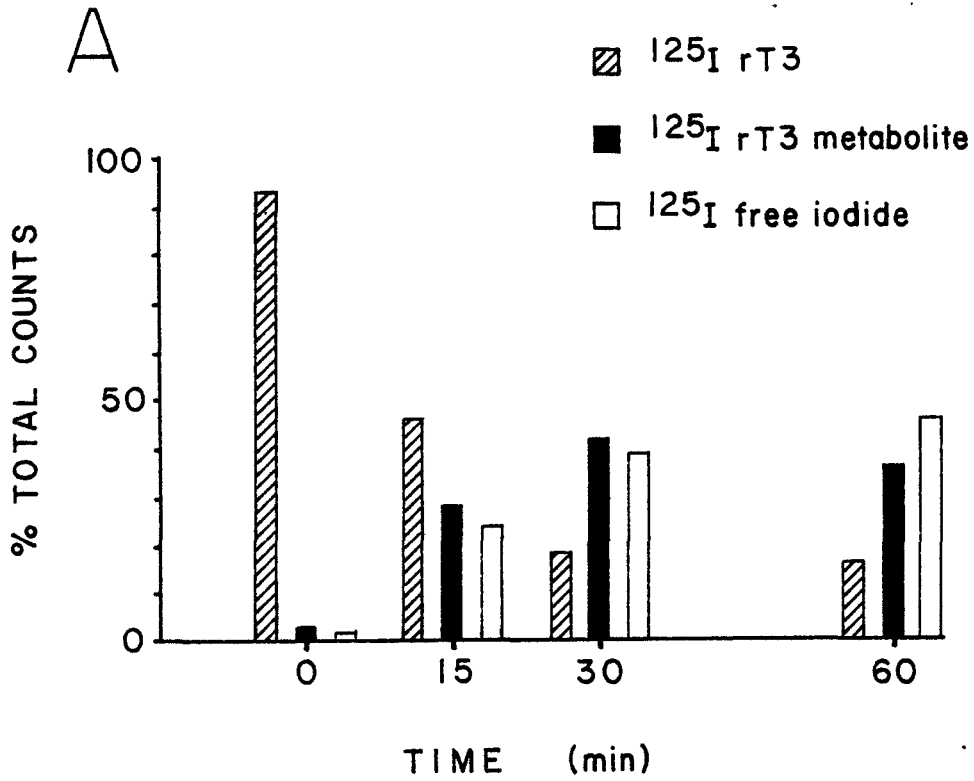 A
125I rT3
125I rT3 metabolite
125I free iodide
% TOTAL COUNTS
100
50
0
0 15 30 60
TIME (min)